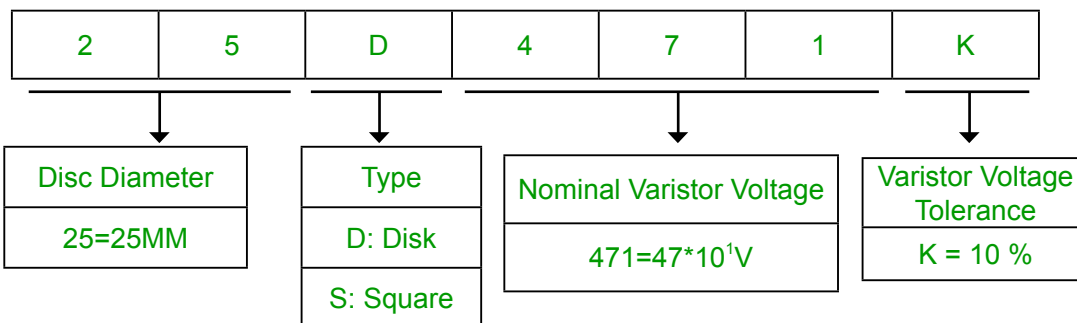 2 5 D 4 7 1 K
Disc Diameter
25=25MM
Type
D: Disk
S: Square
Nominal Varistor Voltage
471=47*10¹V
Varistor Voltage
Tolerance
K = 10 %